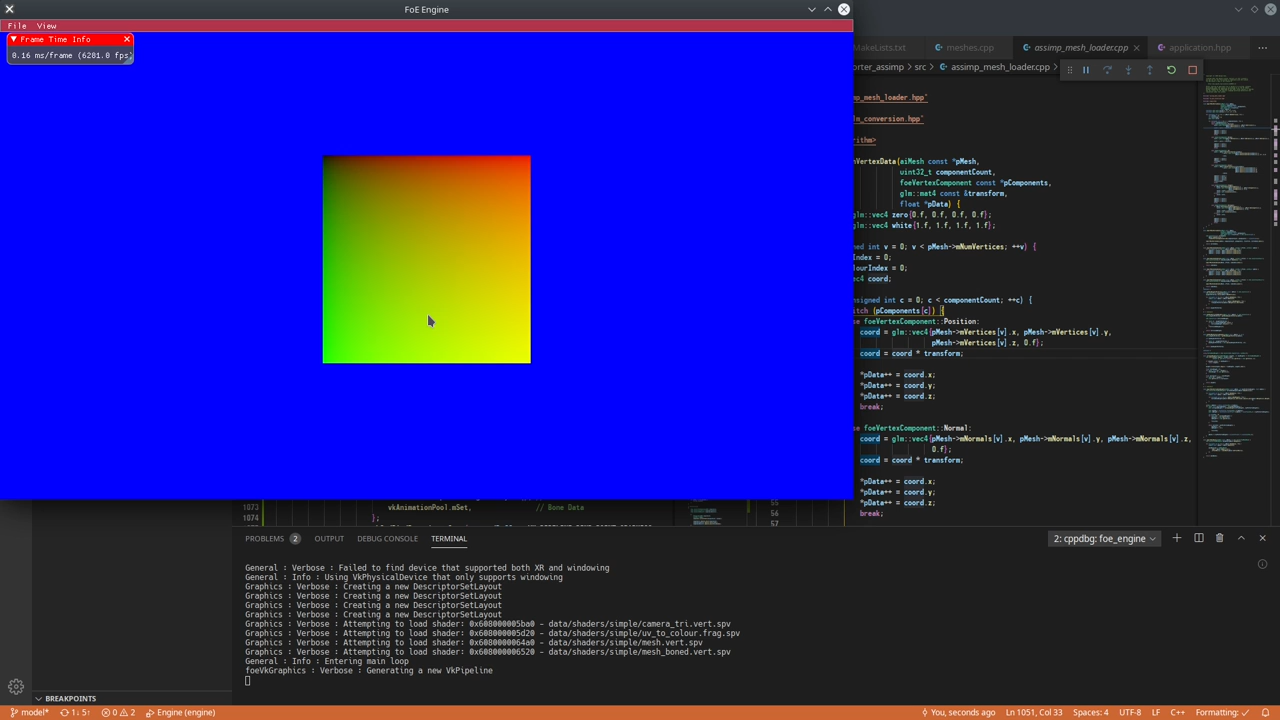 FoE Engine
File View
Frame Time Info
0.16 ms/frame (6281.0 fps)
MakeLists.txt
meshes.cpp
assimp_mesh_loader.cpp
application.hpp
orter_assimp > src > assimp_mesh_loader.cpp >
mp_mesh_loader.hpp"
lm_conversion.hpp"
rithm>
nVertexData(aiMesh const *pMesh,
uint32_t componentCount,
foeVertexComponent const *pComponents,
glm::mat4 const &transform,
float *pData) {
glm::vec4 zero{0.f, 0.f, 0.f, 0.f};
glm::vec4 white{1.f, 1.f, 1.f, 1.f};
ned int v = 0; v < pMesh->mNumVertices; ++v) {
Index = 0;
lourIndex = 0;
ec4 coord;
nsigned int c = 0; c < componentCount; ++c) {
itch (pComponents[c]) {
se foeVertexComponent::Position:
coord = glm::vec4{pMesh->mVertices[v].x, pMesh->mVertices[v].y,
pMesh->mVertices[v].z, 0.f};
coord = coord * transform;
*pData++ = coord.x;
*pData++ = coord.y;
*pData++ = coord.z;
break;
se foeVertexComponent::Normal:
coord = glm::vec4{pMesh->mNormals[v].x, pMesh->mNormals[v].y, pMesh->mNormals[v].z,
0.f};
coord = coord * transform;
*pData++ = coord.x;
*pData++ = coord.y;
*pData++ = coord.z;
break;
55
56
57
1073 vkAnimationPool.mSet, // Bone Data
1074 };
PROBLEMS 2 OUTPUT DEBUG CONSOLE TERMINAL
2: cppdbg: foe_engine
General : Verbose : Failed to find device that supported both XR and windowing
General : Info : Using VkPhysicalDevice that only supports windowing
Graphics : Verbose : Creating a new DescriptorSetLayout
Graphics : Verbose : Creating a new DescriptorSetLayout
Graphics : Verbose : Creating a new DescriptorSetLayout
Graphics : Verbose : Creating a new DescriptorSetLayout
Graphics : Verbose : Attempting to load shader: 0x608000005ba0 - data/shaders/simple/camera_tri.vert.spv
Graphics : Verbose : Attempting to load shader: 0x608000005d20 - data/shaders/simple/uv_to_colour.frag.spv
Graphics : Verbose : Attempting to load shader: 0x6080000064a0 - data/shaders/simple/mesh.vert.spv
Graphics : Verbose : Attempting to load shader: 0x608000006520 - data/shaders/simple/mesh_boned.vert.spv
General : Info : Entering main loop
foeVkGraphics : Verbose : Generating a new VkPipeline
BREAKPOINTS
model* 1↓ 5↑ 0 2 Engine (engine)
You, seconds ago Ln 1051, Col 33 Spaces: 4 UTF-8 LF C++ Formatting: ✓